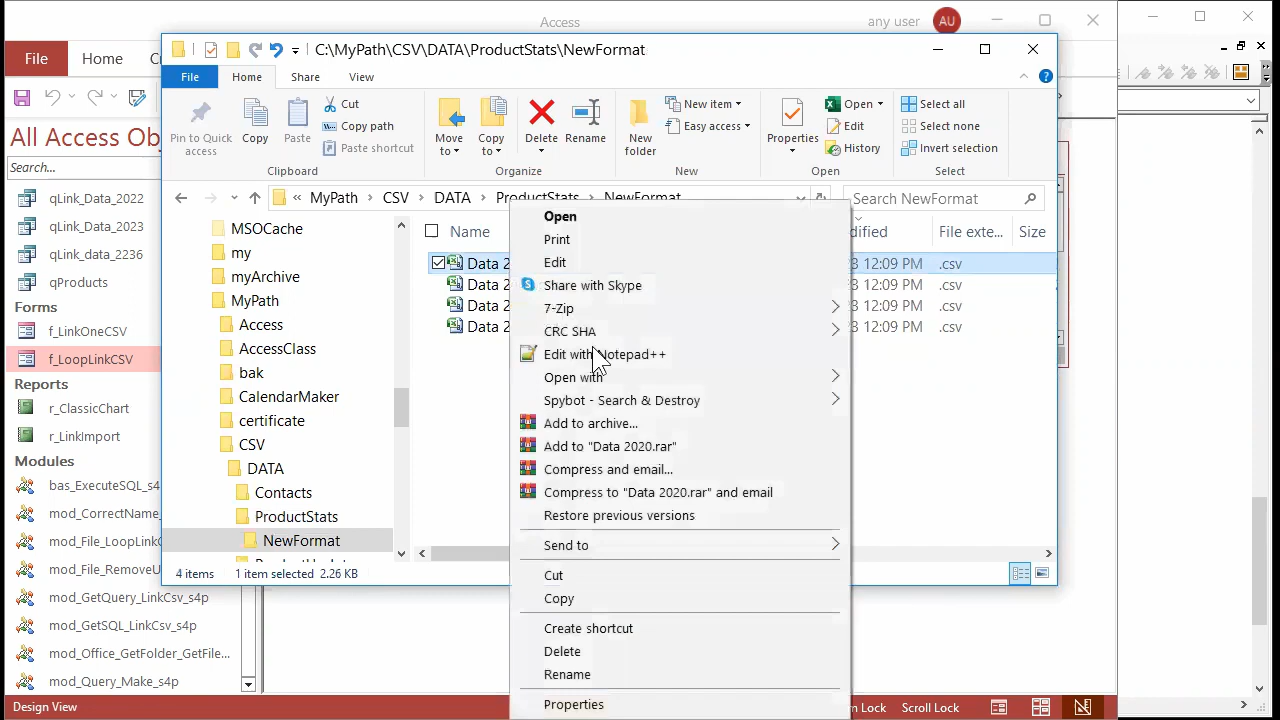 Access
any user
AU
File
Home
All Access Ob
Search...
qLink_Data_2022
qLink_Data_2023
qLink_data_2236
qProducts
Forms
f_LinkOneCSV
f_LoopLinkCSV
Reports
r_ClassicChart
r_LinkImport
Modules
bas_ExecuteSQL_s4
mod_CorrectName_
mod_File_LoopLink
mod_File_RemoveU
mod_GetQuery_LinkCsv_s4p
mod_GetSQL_LinkCsv_s4p
mod_Office_GetFolder_GetFile...
mod_Query_Make_s4p
Design View
m Lock
Scroll Lock
C:\MyPath\CSV\DATA\ProductStats\NewFormat
File
Home
Share
View
Pin to Quick access
Copy
Paste
Cut
Copy path
Paste shortcut
Clipboard
Move to
Copy to
Delete
Rename
Organize
New folder
New item
Easy access
New
Properties
Open
Edit
History
Open
Select all
Select none
Invert selection
Select
« MyPath > CSV > DATA > ProductStats > NewFormat
Search NewFormat
MSOCache
my
myArchive
MyPath
Access
AccessClass
bak
CalendarMaker
certificate
CSV
DATA
Contacts
ProductStats
NewFormat
Name
dified
File exte...
Size
Data 2
8 12:09 PM
.csv
Data 2
8 12:09 PM
.csv
Data 2
8 12:09 PM
.csv
Data 2
8 12:09 PM
.csv
4 items
1 item selected 2.26 KB
Open
Print
Edit
Share with Skype
7-Zip
CRC SHA
Edit with Notepad++
Open with
Spybot - Search & Destroy
Add to archive...
Add to "Data 2020.rar"
Compress and email...
Compress to "Data 2020.rar" and email
Restore previous versions
Send to
Cut
Copy
Create shortcut
Delete
Rename
Properties